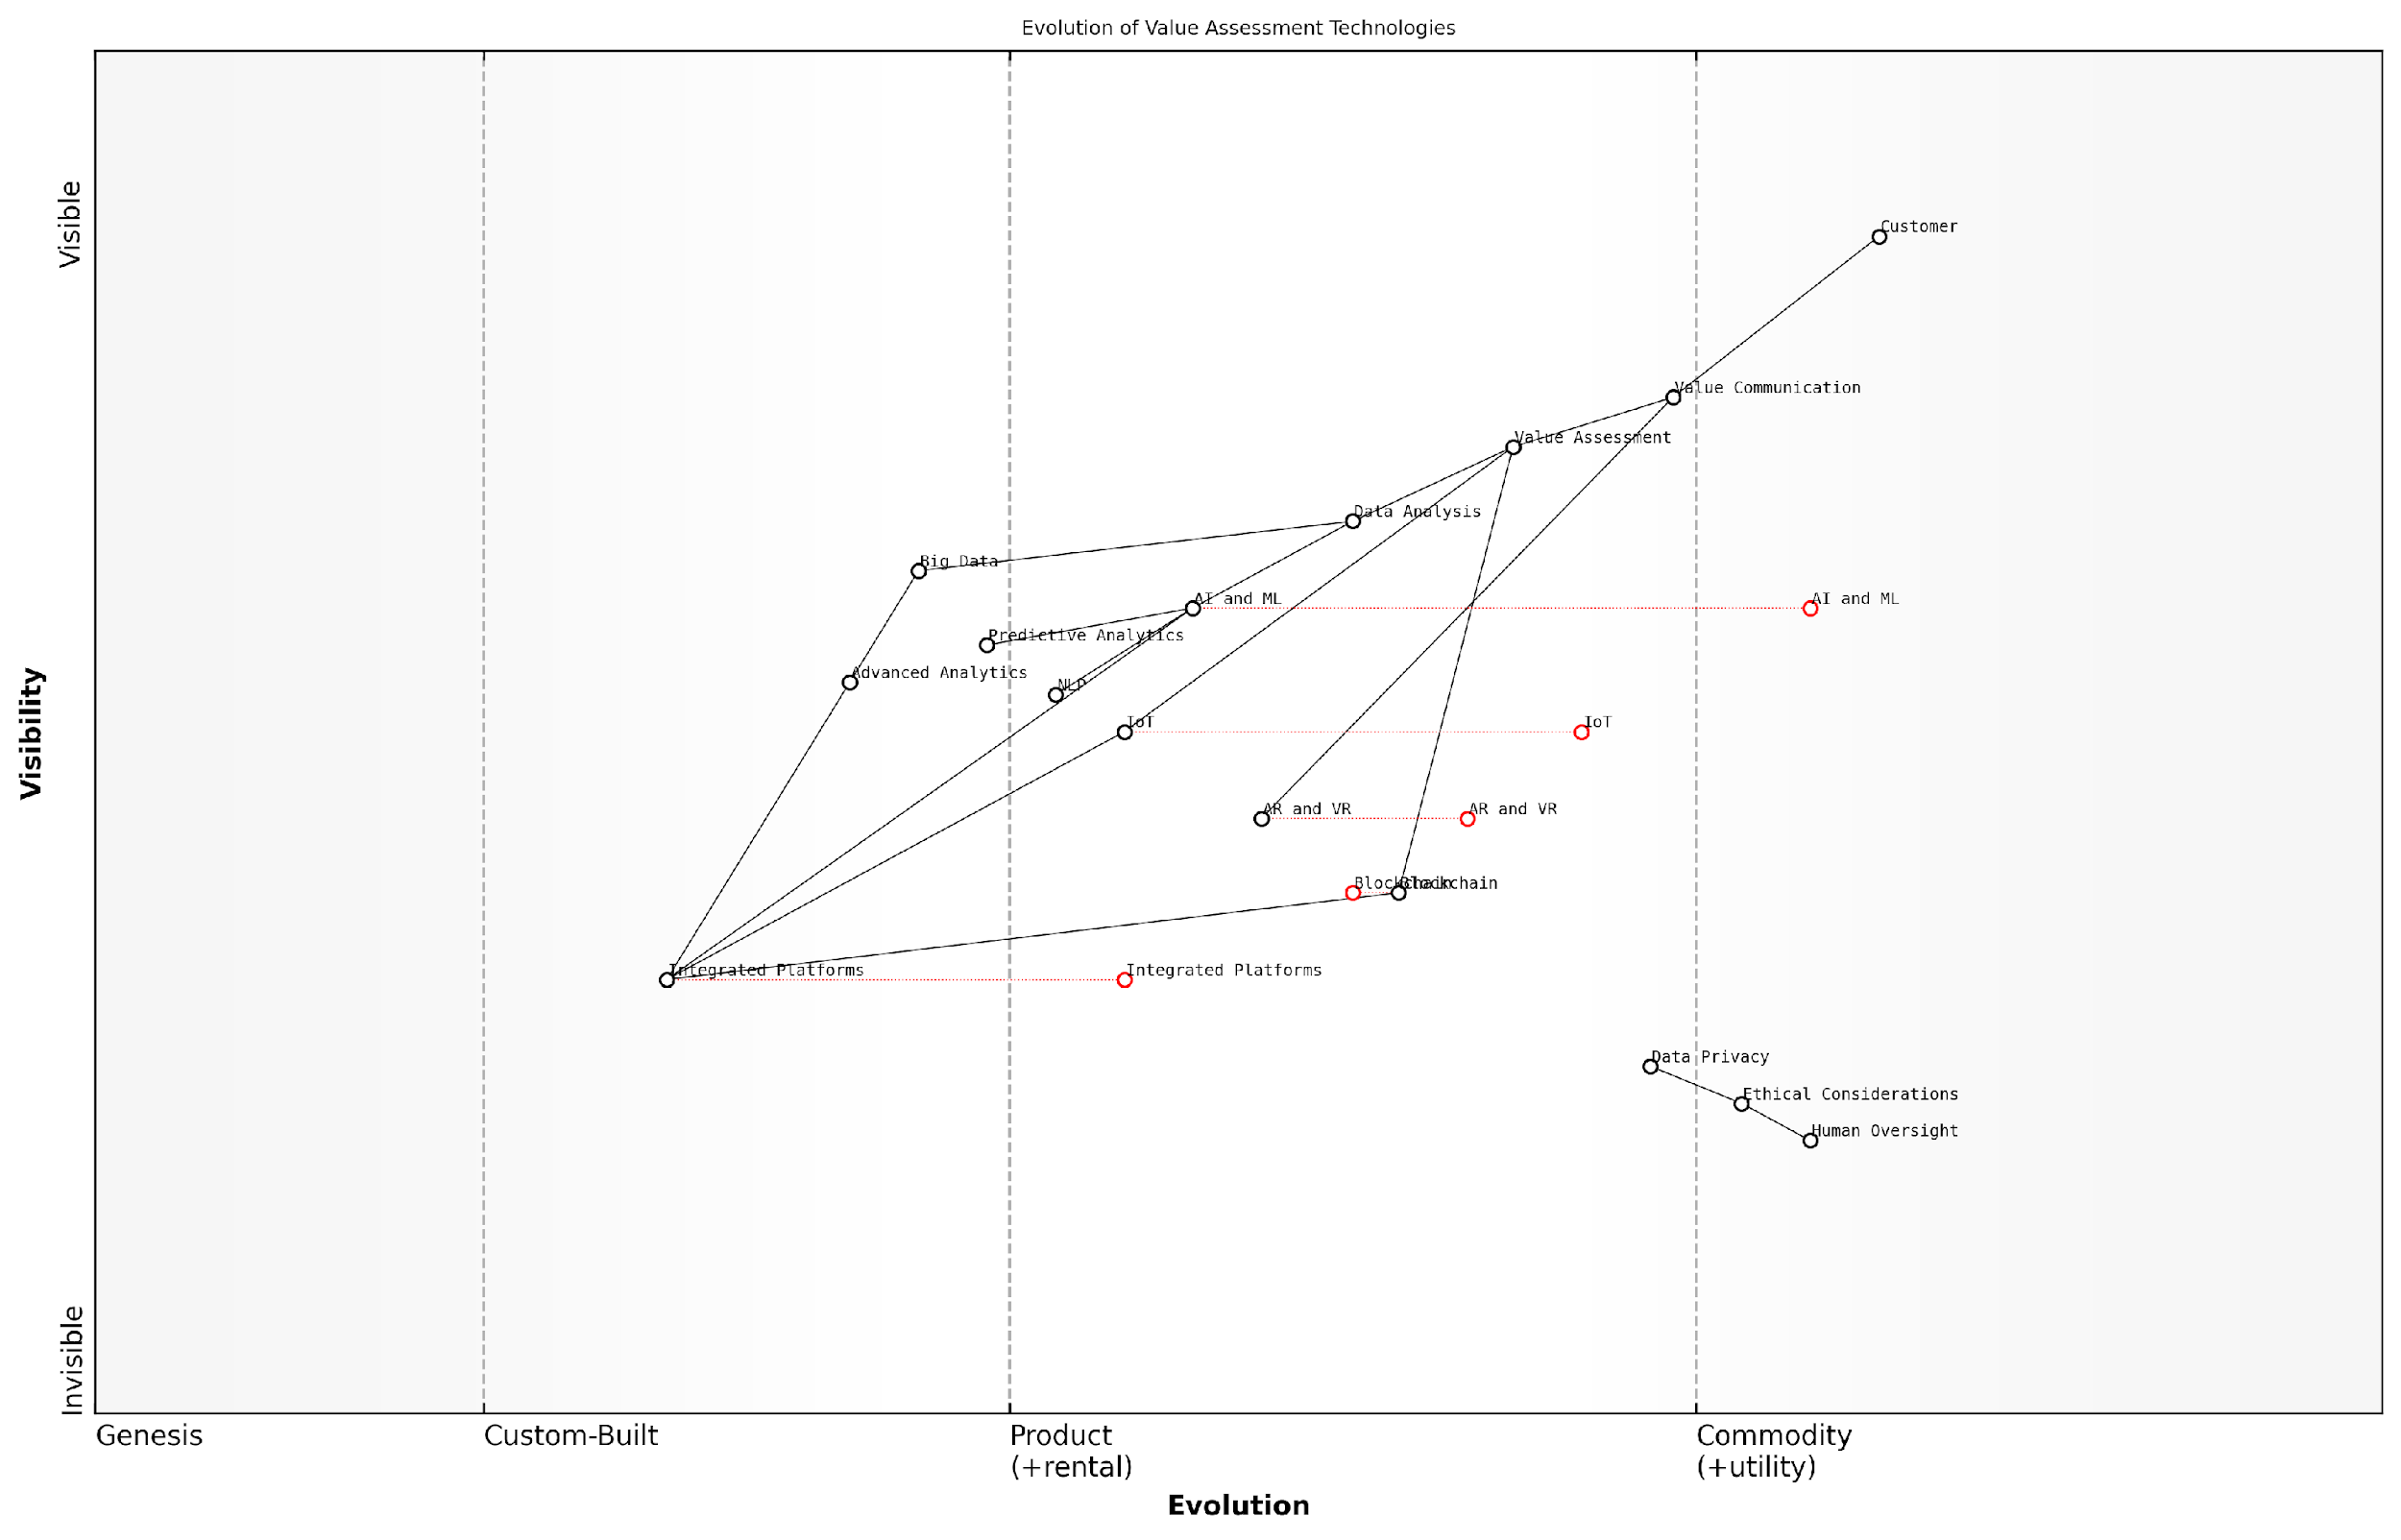 Evolution of Value Assessment Technologies
Visible
Customer
Value Communication
Value Assessment
Data Analysis
Big Data
AI and ML
AI and ML
Predictive Analytics
Advanced Analytics
NLP
IoT
IoT
AR and VR
AR and VR
Blockchain
Blockchain
Integrated Platforms
Integrated Platforms
Data Privacy
Ethical Considerations
Human Oversight
Visibility
Invisible
Genesis
Custom-Built
Product
(+rental)
Commodity
(+utility)
Evolution